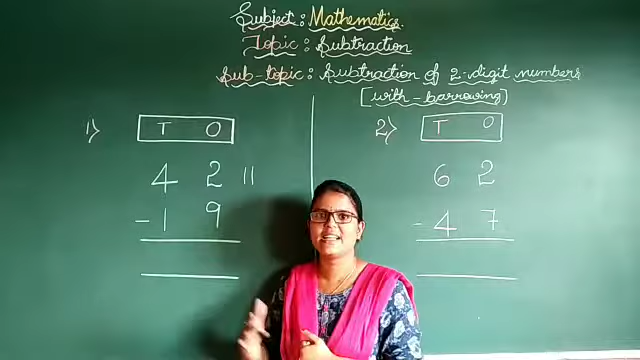 Subject : Mathematics.
Topic : Subtraction
Sub-topic : Subtraction of 2-digit numbers
[with-barrowing]
1) T O
4 2 11
- 1 9
2) T O
6 2
- 4 7